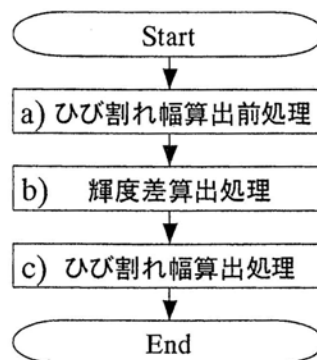 Start
a) ひび割れ幅算出前処理
b) 輝度差算出処理
c) ひび割れ幅算出処理
End